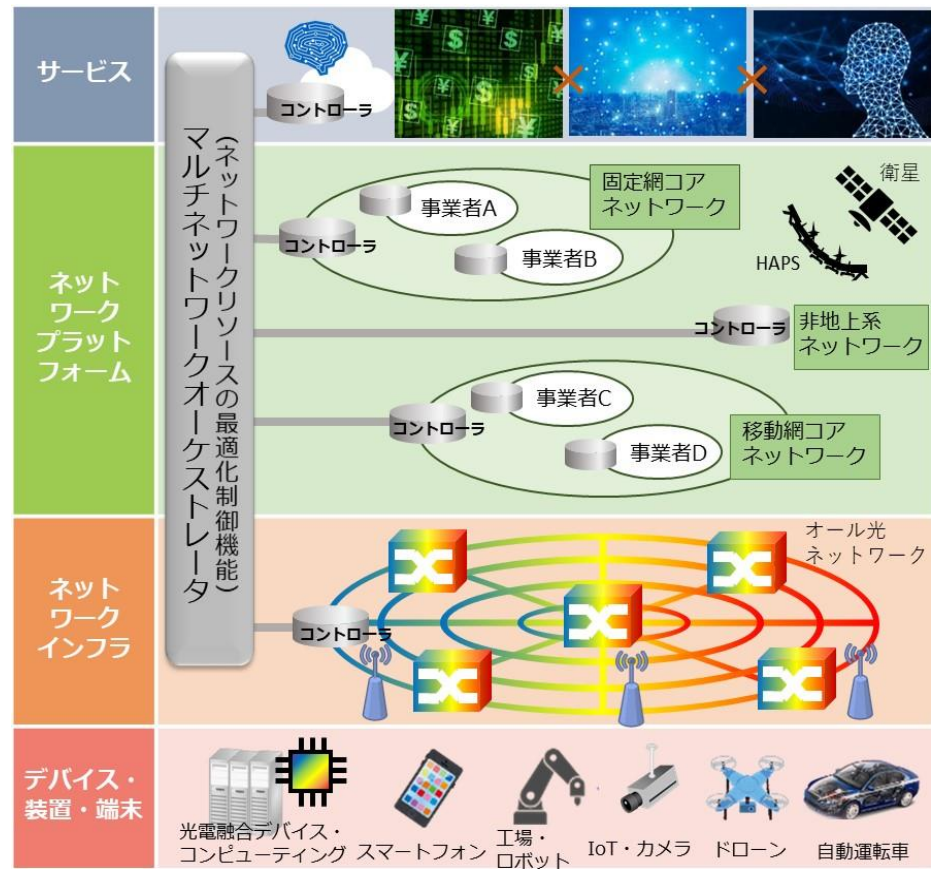 サービス
コントローラ
マルチネットワークオーケストレータ
(ネットワークリソースの最適化制御機能)
ネット
ワーク
プラット
フォーム
コントローラ
事業者A
事業者B
固定網コア
ネットワーク
衛星
HAPS
コントローラ
非地上系
ネットワーク
コントローラ
事業者C
事業者D
移動網コア
ネットワーク
ネット
ワーク
インフラ
コントローラ
オール光
ネットワーク
デバイス・
装置・端末
光電融合デバイス・
コンピューティング
スマートフォン
工場・
ロボット
IoT・カメラ
ドローン
自動運転車